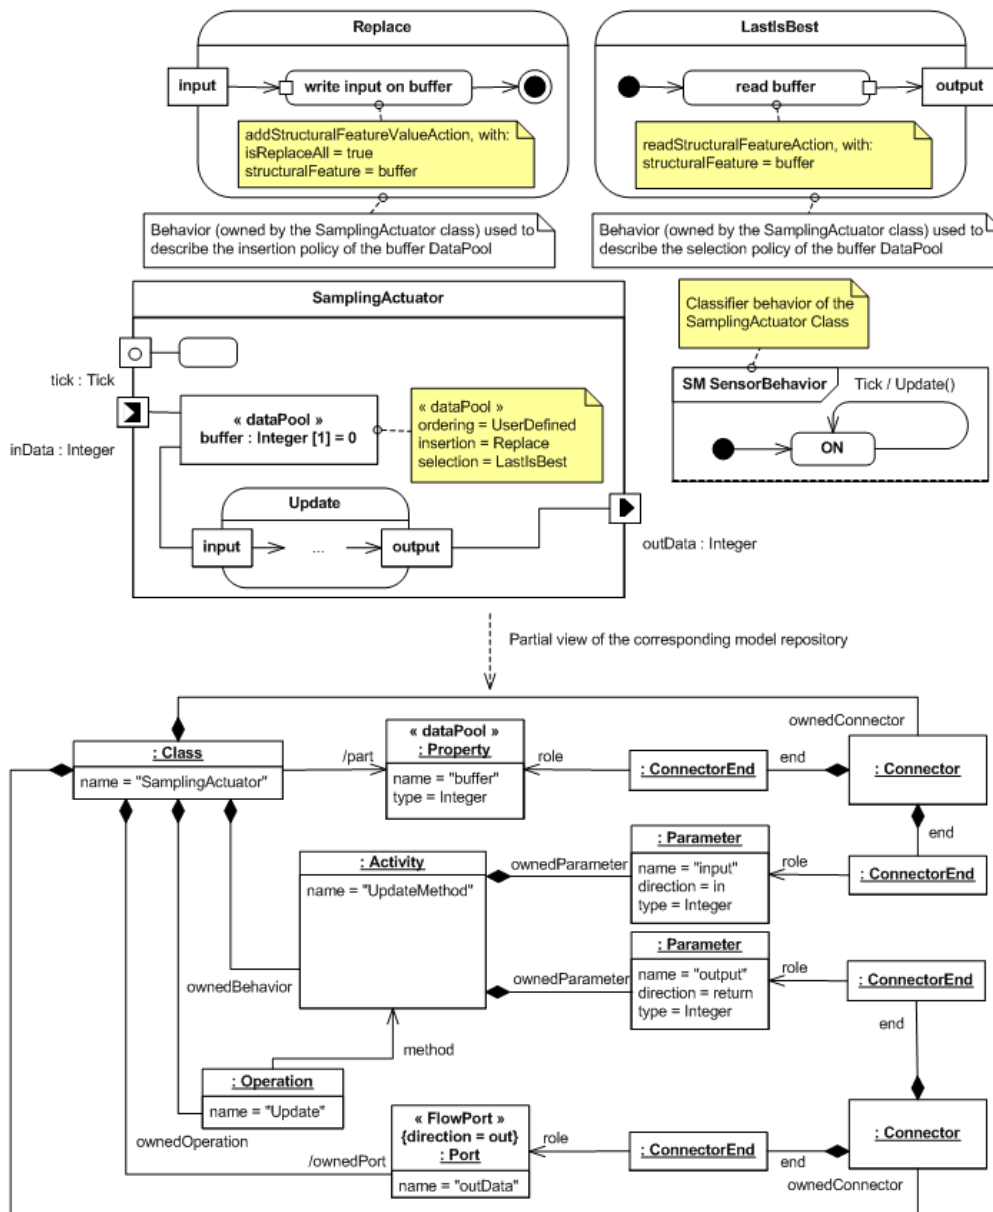 Replace
input
write input on buffer
addStructuralFeatureValueAction, with:
isReplaceAll = true
structuralFeature = buffer
Behavior (owned by the SamplingActuator class) used to
describe the insertion policy of the buffer DataPool
LastIsBest
read buffer
output
readStructuralFeatureAction, with:
structuralFeature = buffer
Behavior (owned by the SamplingActuator class) used to
describe the selection policy of the buffer DataPool
SamplingActuator
tick : Tick
inData : Integer
« dataPool »
buffer : Integer [1] = 0
« dataPool »
ordering = UserDefined
insertion = Replace
selection = LastIsBest
Update
input
...
output
outData : Integer
Classifier behavior of the
SamplingActuator Class
SM SensorBehavior
Tick / Update()
ON
Partial view of the corresponding model repository
ownedConnector
: Class
name = "SamplingActuator"
/part
« dataPool »
: Property
name = "buffer"
type = Integer
role
: ConnectorEnd
end
: Connector
end
: Activity
name = "UpdateMethod"
ownedParameter
: Parameter
name = "input"
direction = in
type = Integer
role
: ConnectorEnd
ownedBehavior
ownedParameter
: Parameter
name = "output"
direction = return
type = Integer
role
: ConnectorEnd
end
method
: Operation
name = "Update"
ownedOperation
/ownedPort
« FlowPort »
{direction = out}
: Port
name = "outData"
role
: ConnectorEnd
end
: Connector
ownedConnector